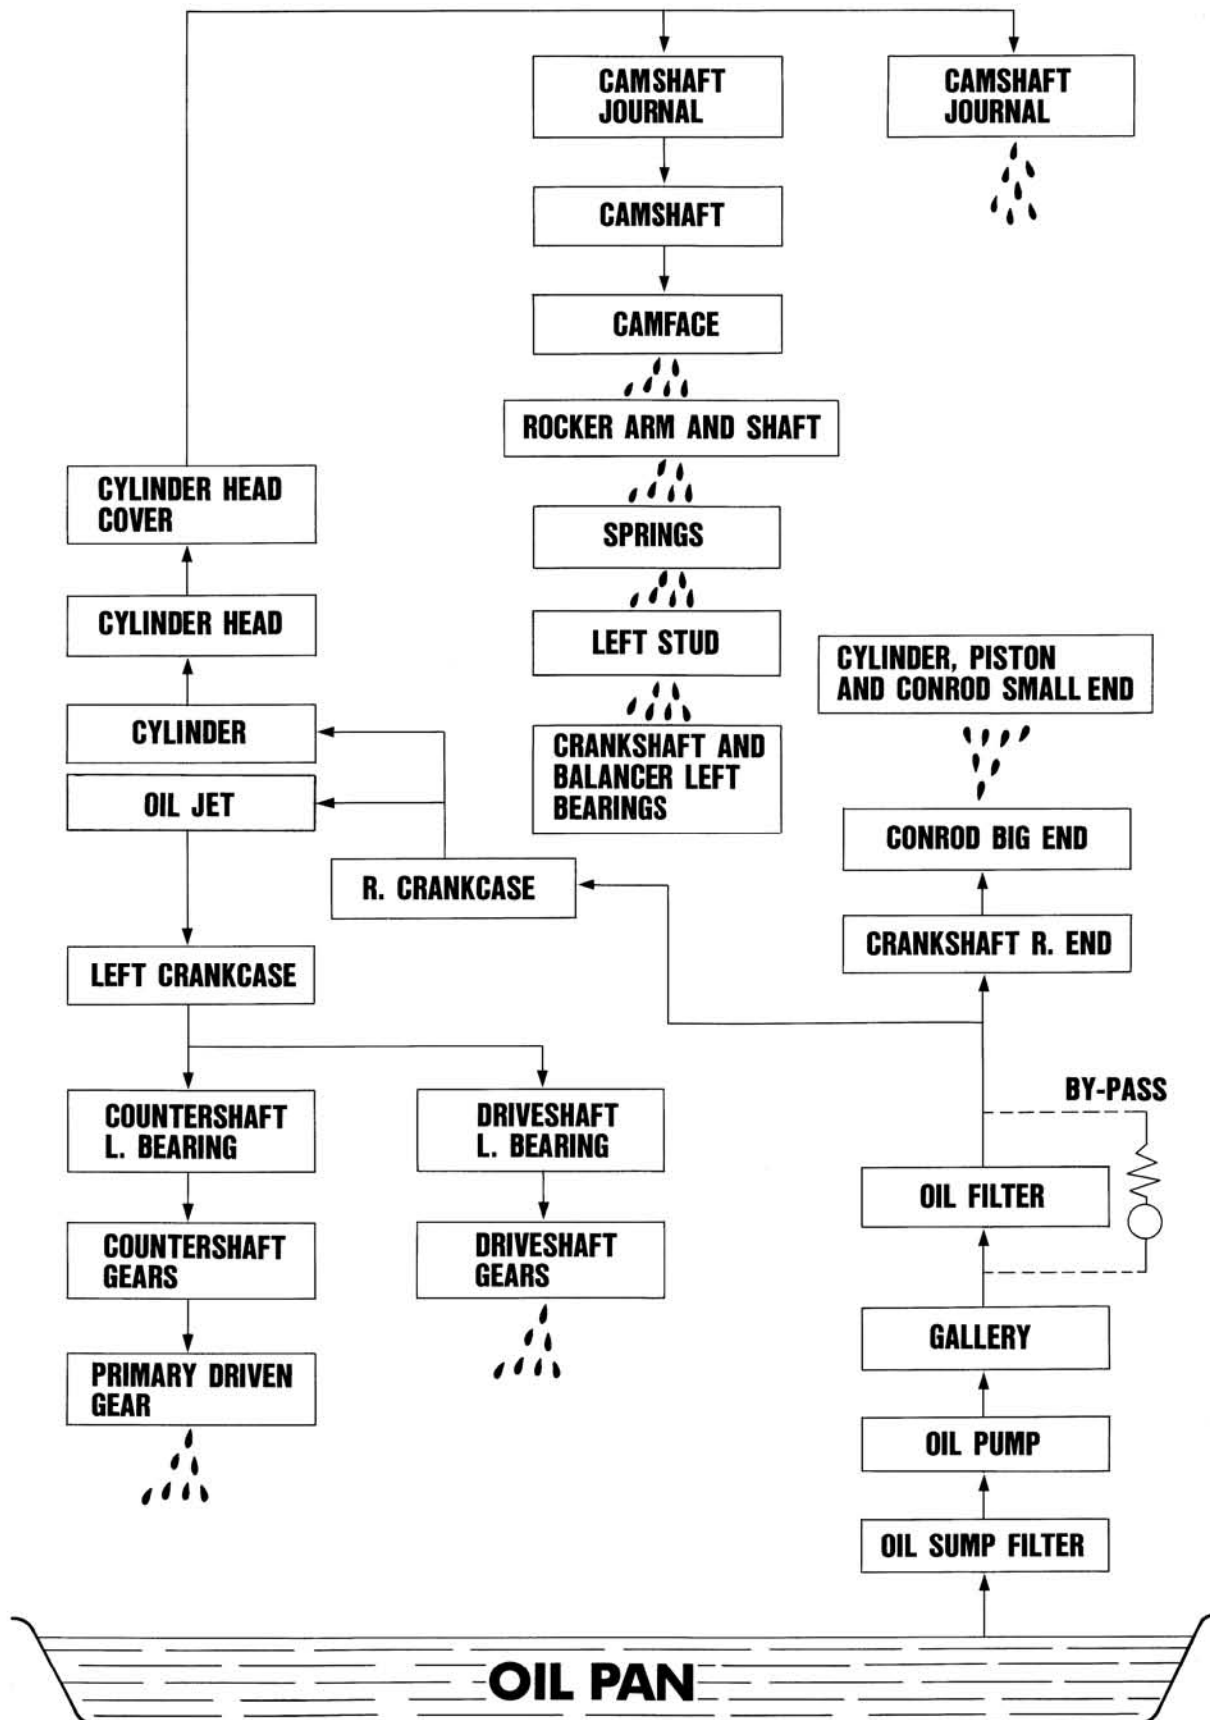 CAMSHAFT
JOURNAL
CAMSHAFT
JOURNAL
CAMSHAFT
CAMFACE
ROCKER ARM AND SHAFT
CYLINDER HEAD
COVER
SPRINGS
CYLINDER HEAD
LEFT STUD
CYLINDER, PISTON
AND CONROD SMALL END
CYLINDER
CRANKSHAFT AND
BALANCER LEFT
BEARINGS
OIL JET
CONROD BIG END
R. CRANKCASE
CRANKSHAFT R. END
LEFT CRANKCASE
BY-PASS
COUNTERSHAFT
L. BEARING
DRIVESHAFT
L. BEARING
OIL FILTER
COUNTERSHAFT
GEARS
DRIVESHAFT
GEARS
GALLERY
PRIMARY DRIVEN
GEAR
OIL PUMP
OIL SUMP FILTER
OIL PAN